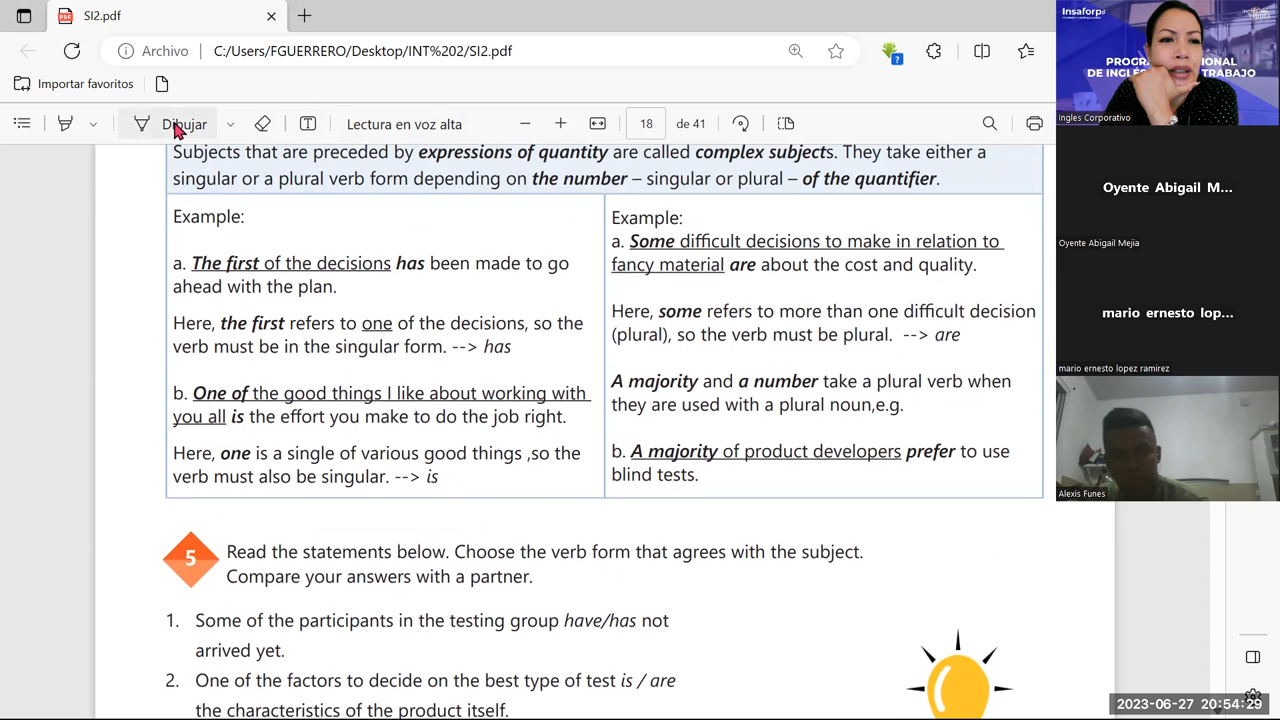 SI2.pdf
Archivo
C:/Users/FGUERRERO/Desktop/INT%202/SI2.pdf
Importar favoritos
Dibujar
Lectura en voz alta
18
de 41
Subjects that are preceded by expressions of quantity are called complex subjects. They take either a
singular or a plural verb form depending on the number – singular or plural – of the quantifier.
Example:
a. The first of the decisions has been made to go
ahead with the plan.
Here, the first refers to one of the decisions, so the
verb must be in the singular form. --> has
b. One of the good things I like about working with
you all is the effort you make to do the job right.
Here, one is a single of various good things ,so the
verb must also be singular. --> is
Example:
a. Some difficult decisions to make in relation to
fancy material are about the cost and quality.
Here, some refers to more than one difficult decision
(plural), so the verb must be plural. --> are
A majority and a number take a plural verb when
they are used with a plural noun,e.g.
b. A majority of product developers prefer to use
blind tests.
5
Read the statements below. Choose the verb form that agrees with the subject.
Compare your answers with a partner.
1. Some of the participants in the testing group have/has not
arrived yet.
2. One of the factors to decide on the best type of test is / are
the characteristics of the product itself.
Insaforp
PROG
IONAL
DE INGLÉS
TRABAJO
Ingles Corporativo
Oyente Abigail M...
Oyente Abigail Mejia
mario ernesto lop...
mario ernesto lopez ramirez
Alexis Funes
2023-06-27 20:54:29